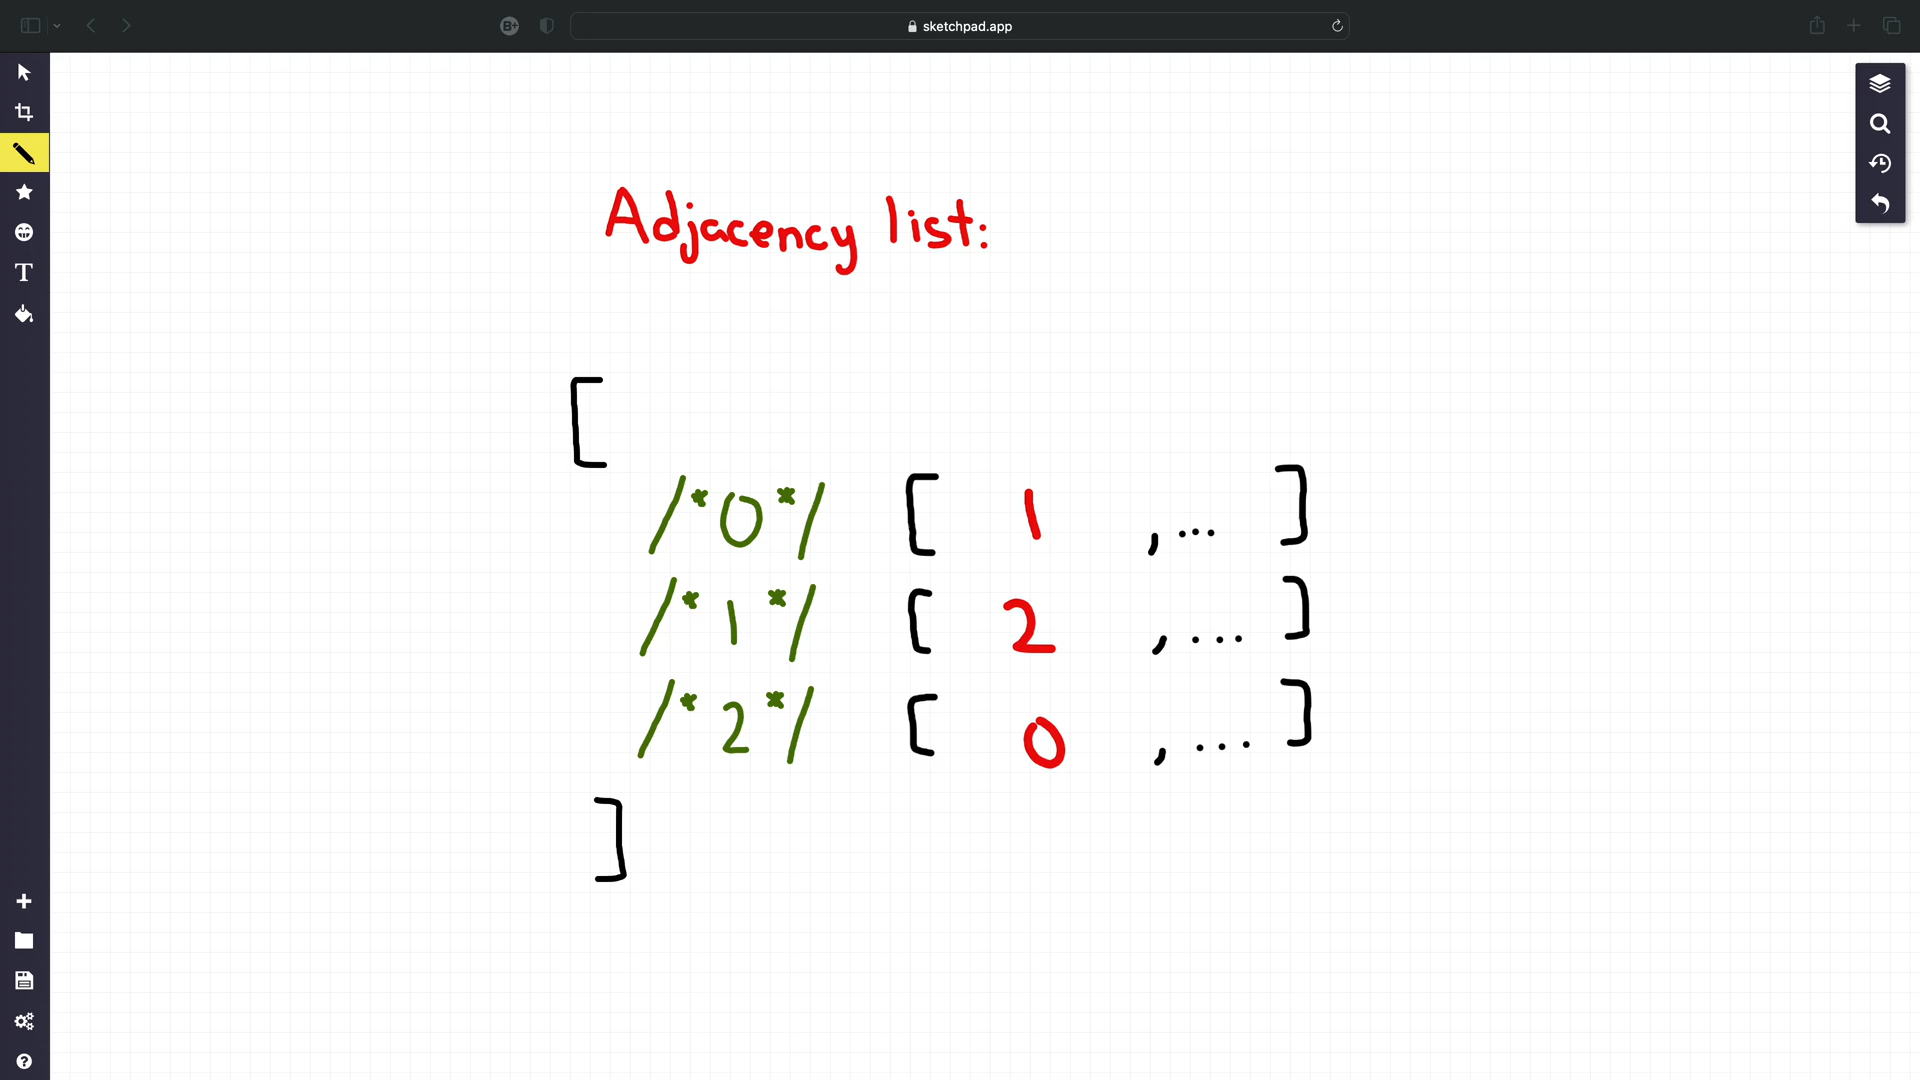 sketchpad.app
Adjacency list:
[
/*0*/ [ 1 , ... ]
/*1*/ [ 2 , ... ]
/*2*/ [ 0 , ... ]
]